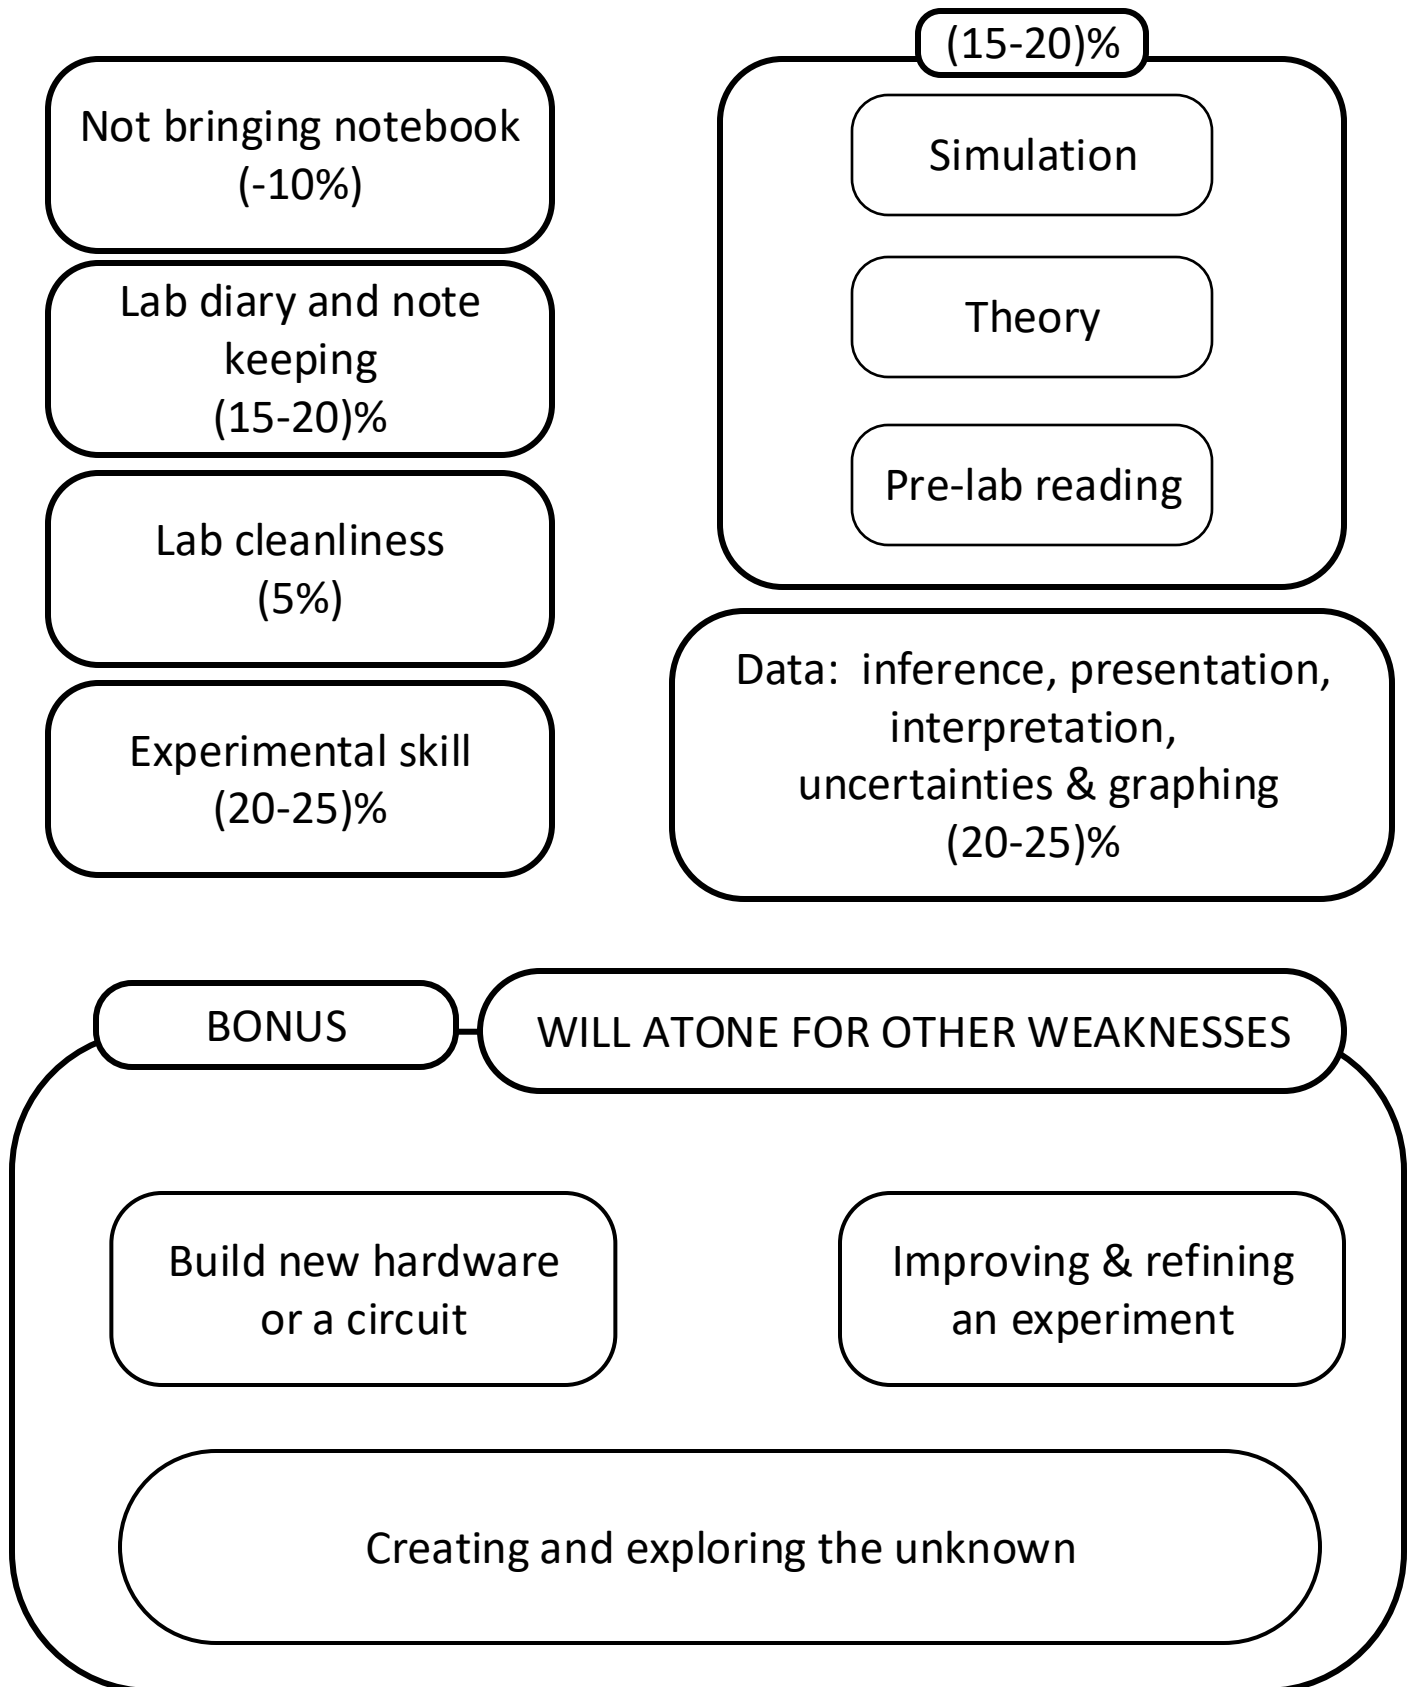 Not bringing notebook
(-10%)
Lab diary and note
keeping
(15-20)%
Lab cleanliness
(5%)
Experimental skill
(20-25)%
(15-20)%
Simulation
Theory
Pre-lab reading
Data:  inference, presentation,
interpretation,
uncertainties & graphing
(20-25)%
BONUS
WILL ATONE FOR OTHER WEAKNESSES
Build new hardware
or a circuit
Improving & refining
an experiment
Creating and exploring the unknown